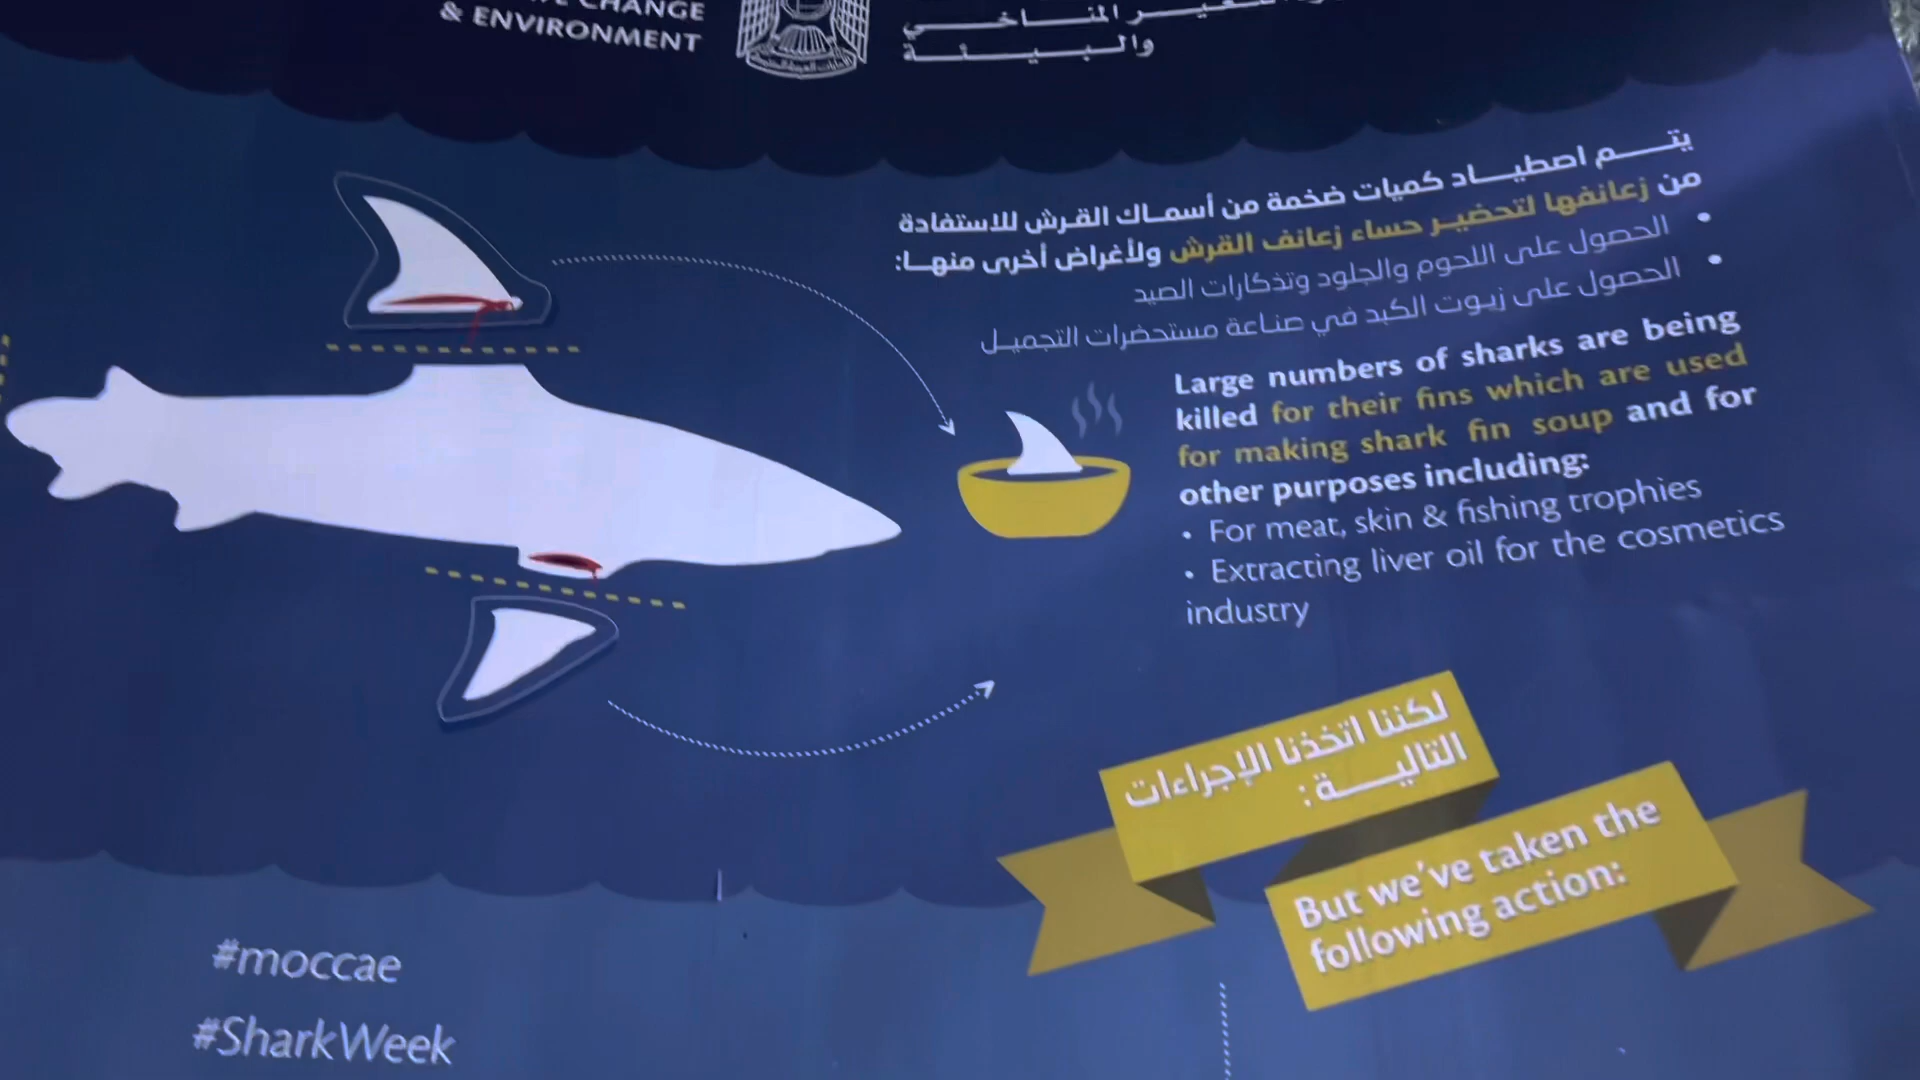 CHANGE
& ENVIRONMENT
المناخي
والبيئة
يتم اصطياد كميات ضخمة من أسماك القرش للاستفادة
من زعانفها لتحضير حساء زعانف القرش ولأغراض أخرى منها:
• الحصول على اللحوم والجلود وتذكارات الصيد
• الحصول على زيوت الكبد في صناعة مستحضرات التجميل
Large numbers of sharks are being
killed for their fins which are used
for making shark fin soup and for
other purposes including:
• For meat, skin & fishing trophies
• Extracting liver oil for the cosmetics
industry
لكننا اتخذنا الإجراءات
التالية:
But we've taken the
following action:
#moccae
#SharkWeek